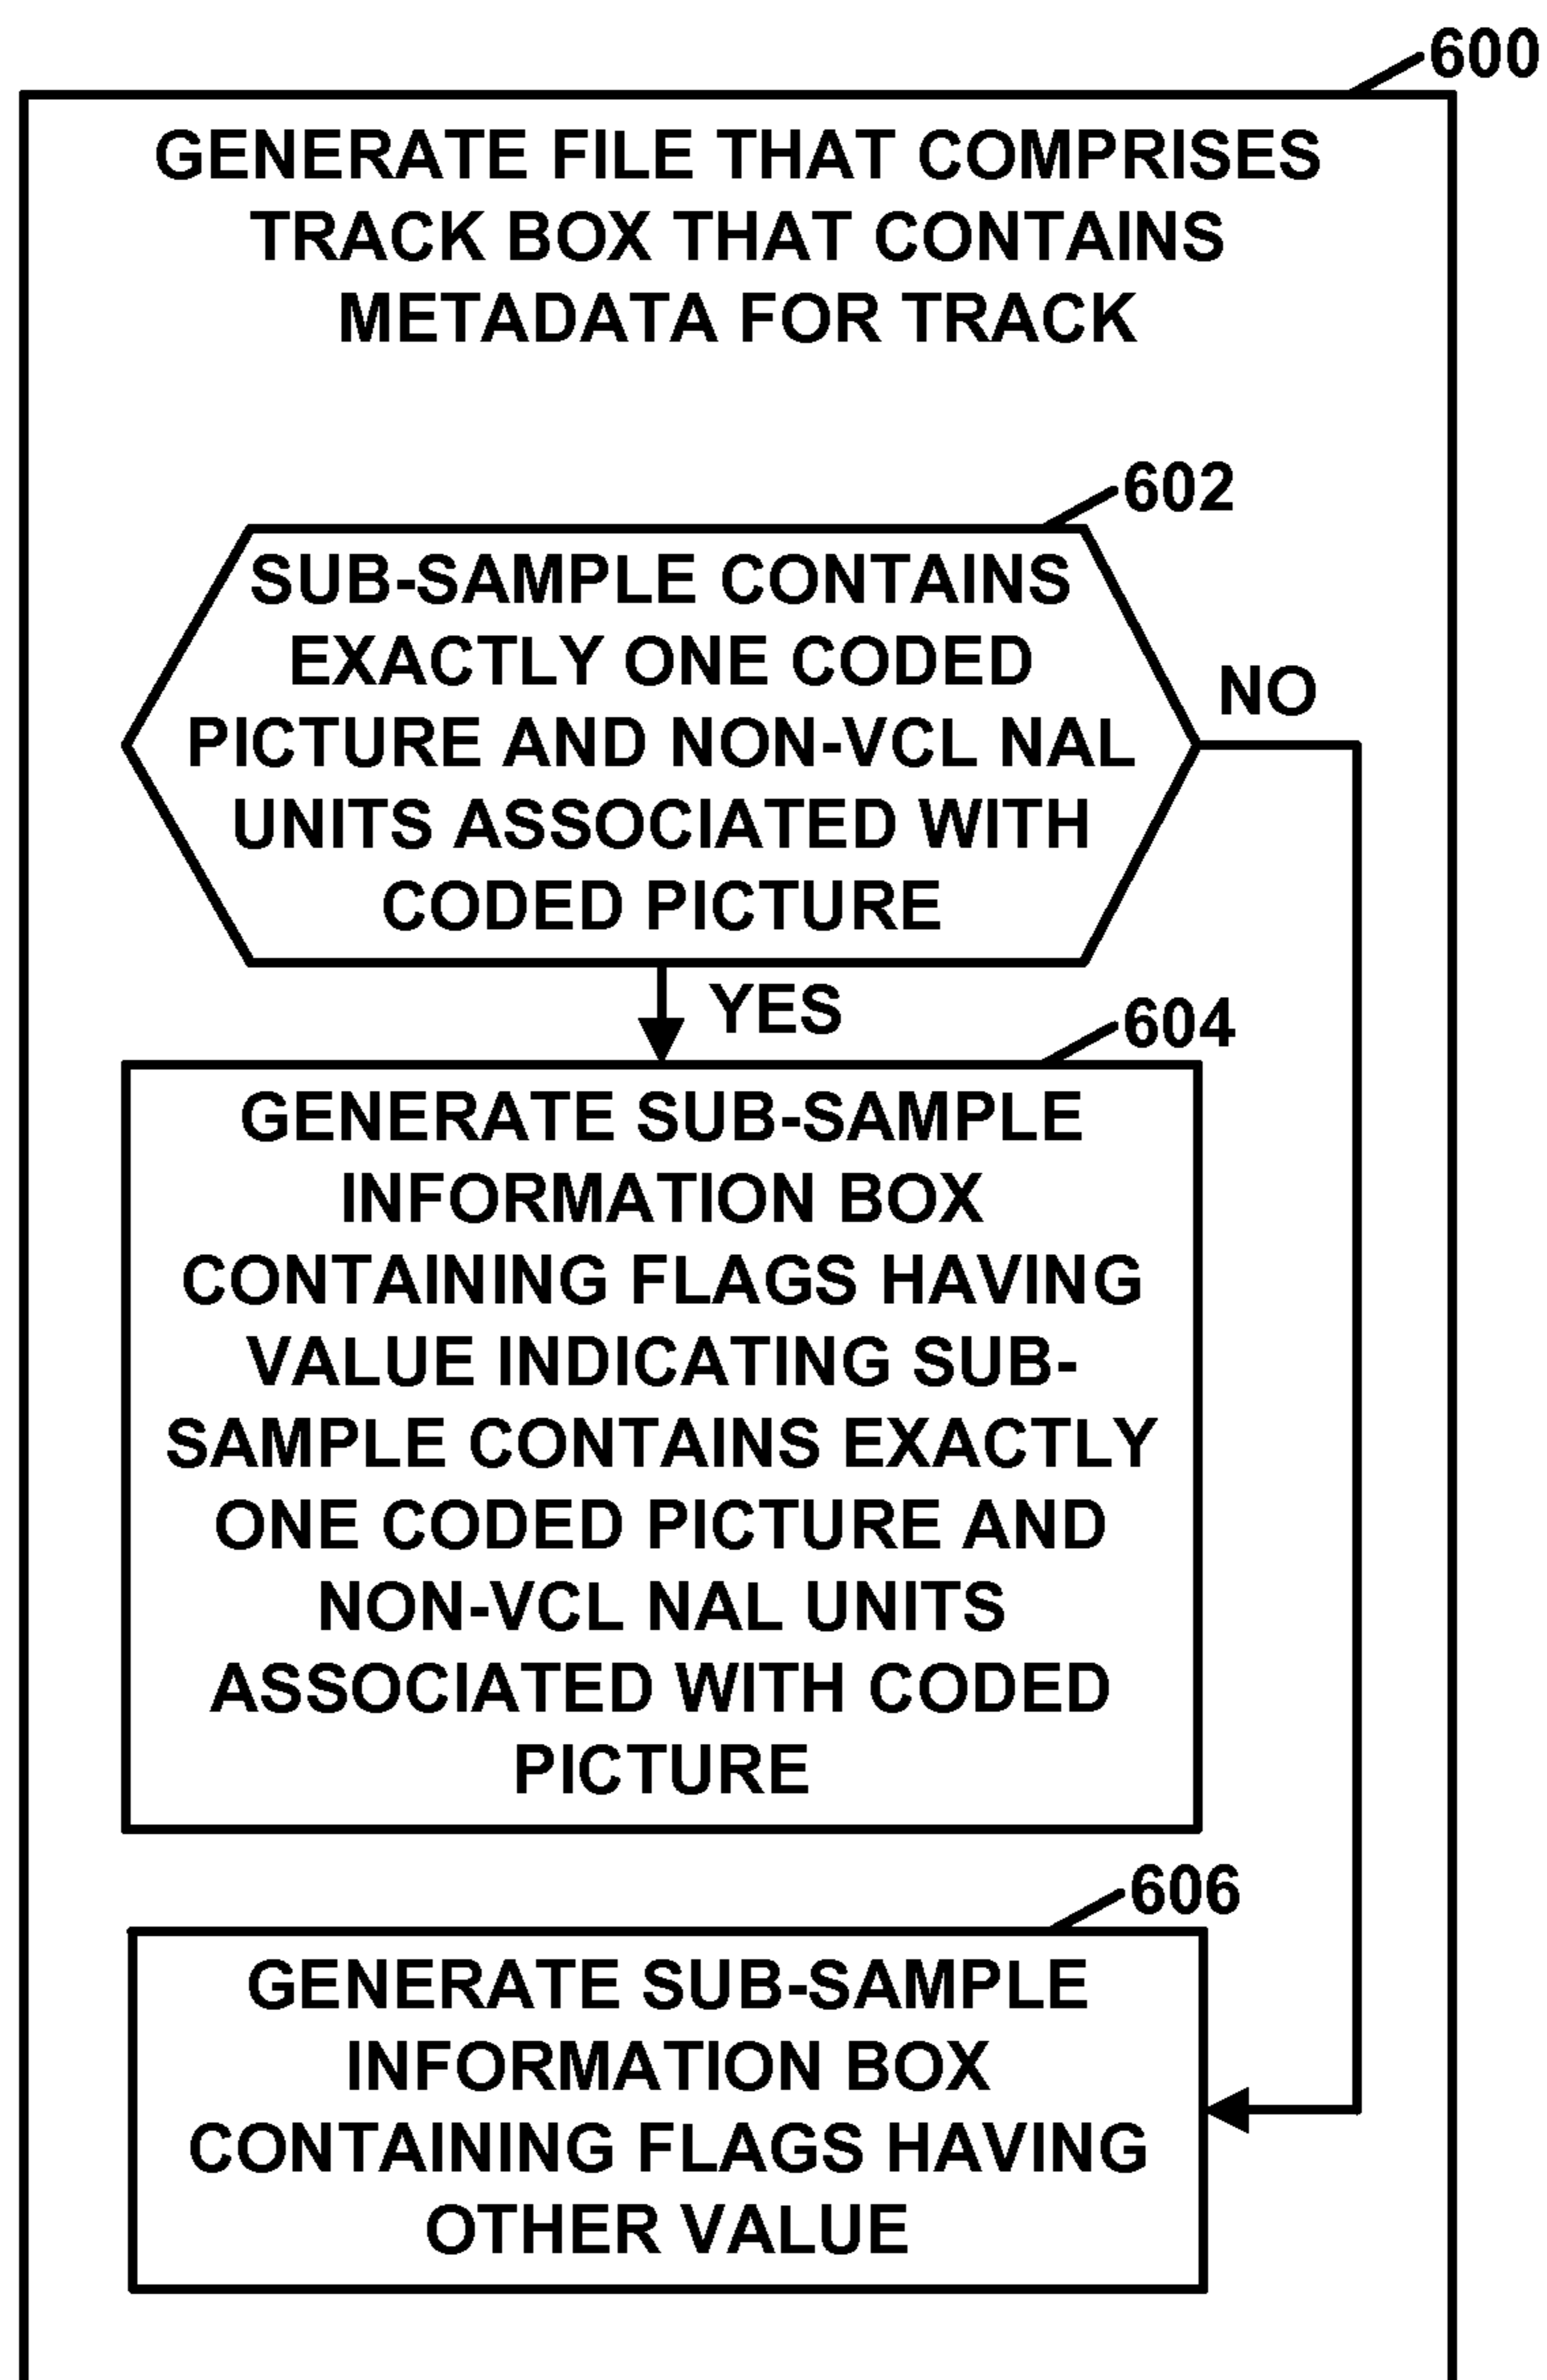 600
GENERATE FILE THAT COMPRISES
TRACK BOX THAT CONTAINS
METADATA FOR TRACK
602
SUB-SAMPLE CONTAINS
EXACTLY ONE CODED
PICTURE AND NON-VCL NAL
UNITS ASSOCIATED WITH
CODED PICTURE
NO
YES
604
GENERATE SUB-SAMPLE
INFORMATION BOX
CONTAINING FLAGS HAVING
VALUE INDICATING SUB-
SAMPLE CONTAINS EXACTLY
ONE CODED PICTURE AND
NON-VCL NAL UNITS
ASSOCIATED WITH CODED
PICTURE
606
GENERATE SUB-SAMPLE
INFORMATION BOX
CONTAINING FLAGS HAVING
OTHER VALUE